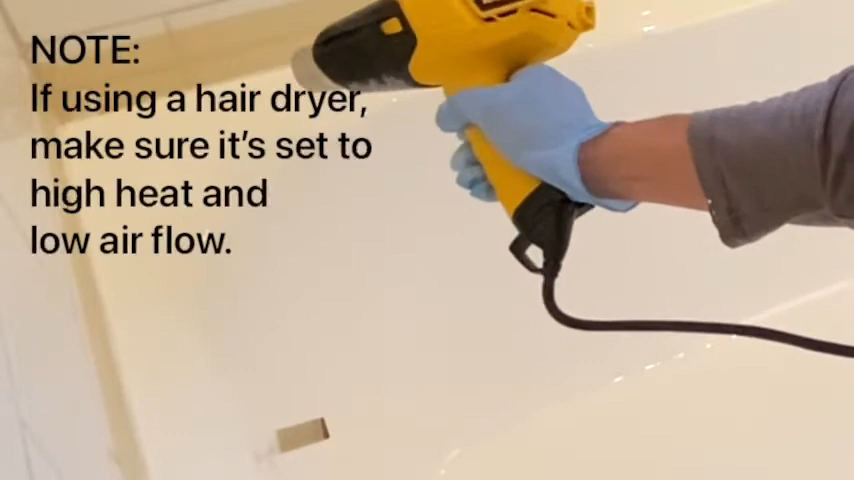 NOTE:
If using a hair dryer,
make sure it’s set to
high heat and
low air flow.